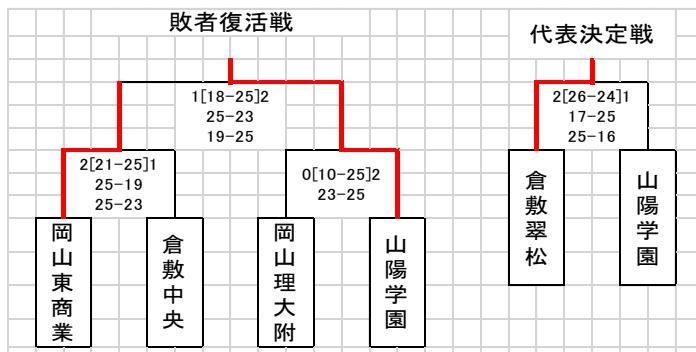 敗者復活戦
代表決定戦
1[18-25]2
25-23
19-25
2[26-24]1
17-25
25-16
2[21-25]1
25-19
25-23
0[10-25]2
23-25
岡山東商業
倉敷中央
岡山理大附
山陽学園
倉敷翠松
山陽学園